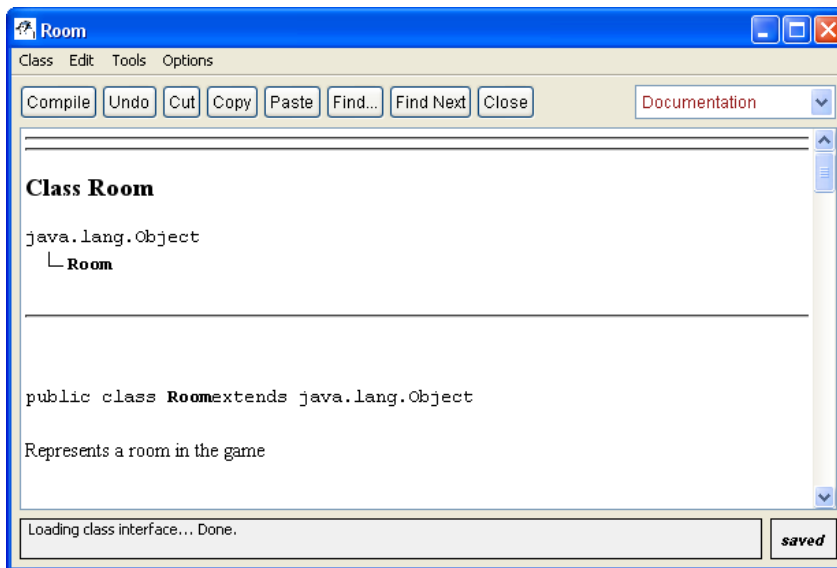 Room
Class Edit Tools Options
Compile Undo Cut Copy Paste Find... Find Next Close Documentation
Class Room
java.lang.Object
Room
public class Roomextends java.lang.Object
Represents a room in the game
Loading class interface... Done.
saved